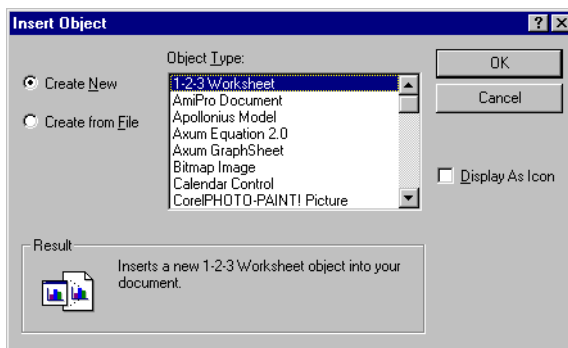 Insert Object
Create New
Create from File
Object Type:
1-2-3 Worksheet
AmiPro Document
Apollonius Model
Axum Equation 2.0
Axum GraphSheet
Bitmap Image
Calendar Control
CorelPHOTO-PAINT! Picture
OK
Cancel
Display As Icon
Result
Inserts a new 1-2-3 Worksheet object into your
document.